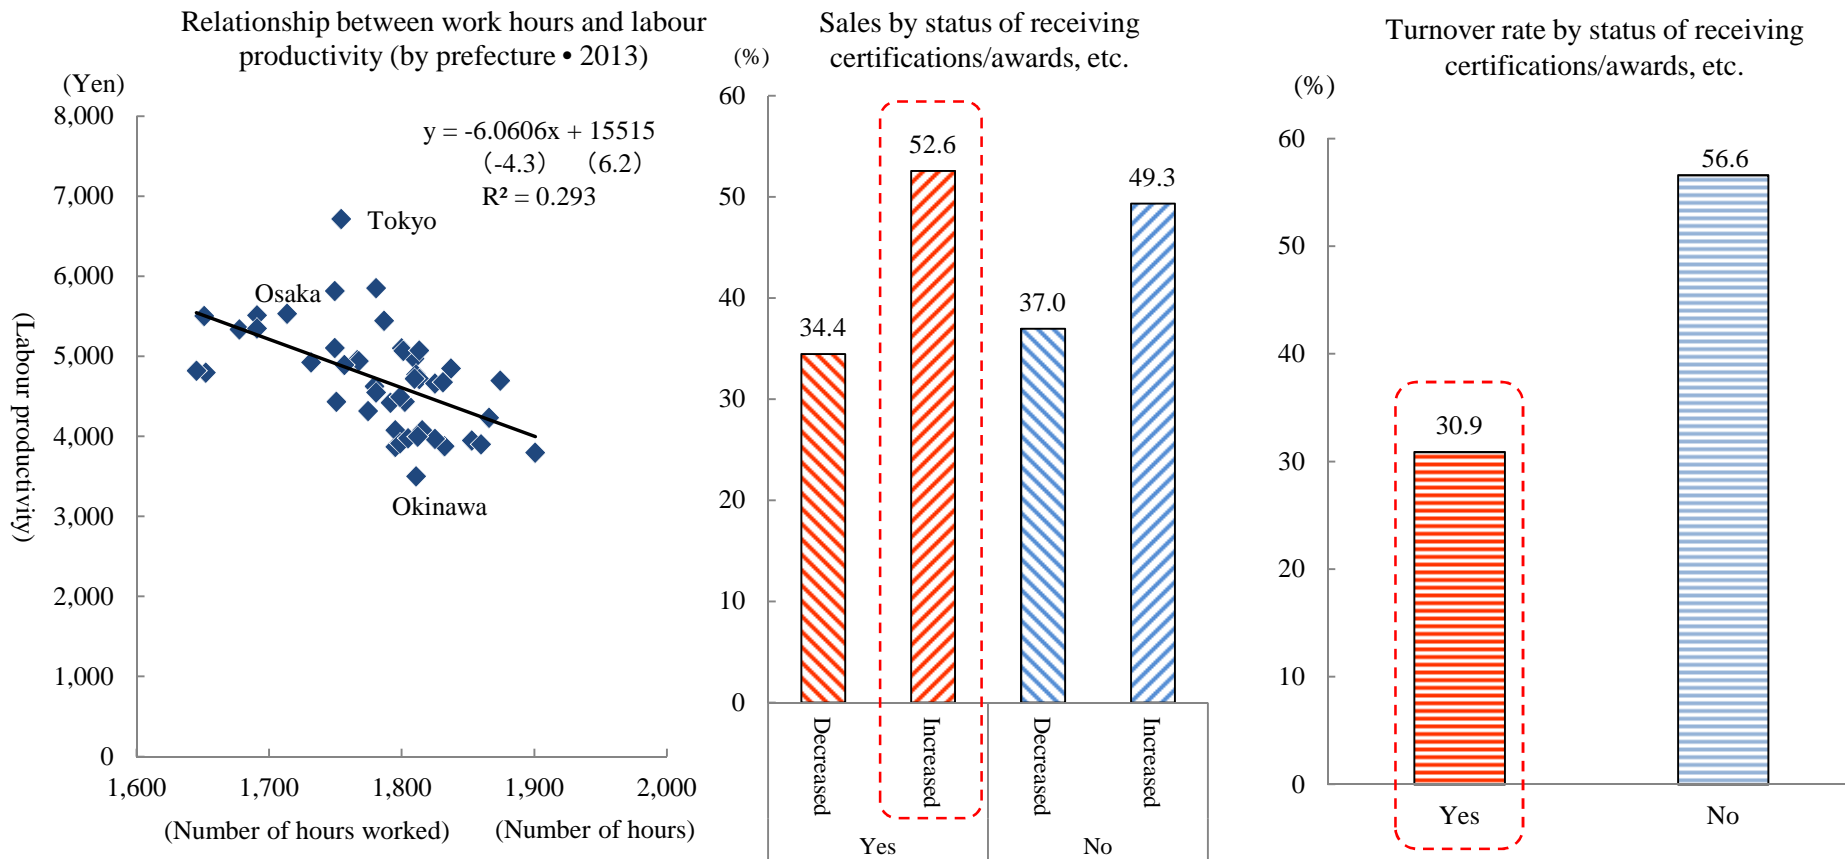 Relationship between work hours and labour
productivity (by prefecture • 2013)
(Yen)
8,000
7,000
6,000
5,000
4,000
3,000
2,000
1,000
0
(Labour productivity)
y = -6.0606x + 15515
(-4.3) (6.2)
R² = 0.293
Tokyo
Osaka
Okinawa
1,600 1,700 1,800 1,900 2,000
(Number of hours worked) (Number of hours)
Sales by status of receiving
certifications/awards, etc.
(%)
60
50
40
30
20
10
0
34.4
52.6
37.0
49.3
Decreased
Increased
Decreased
Increased
Yes No
Turnover rate by status of receiving
certifications/awards, etc.
(%)
60
50
40
30
20
10
0
30.9
56.6
Yes No